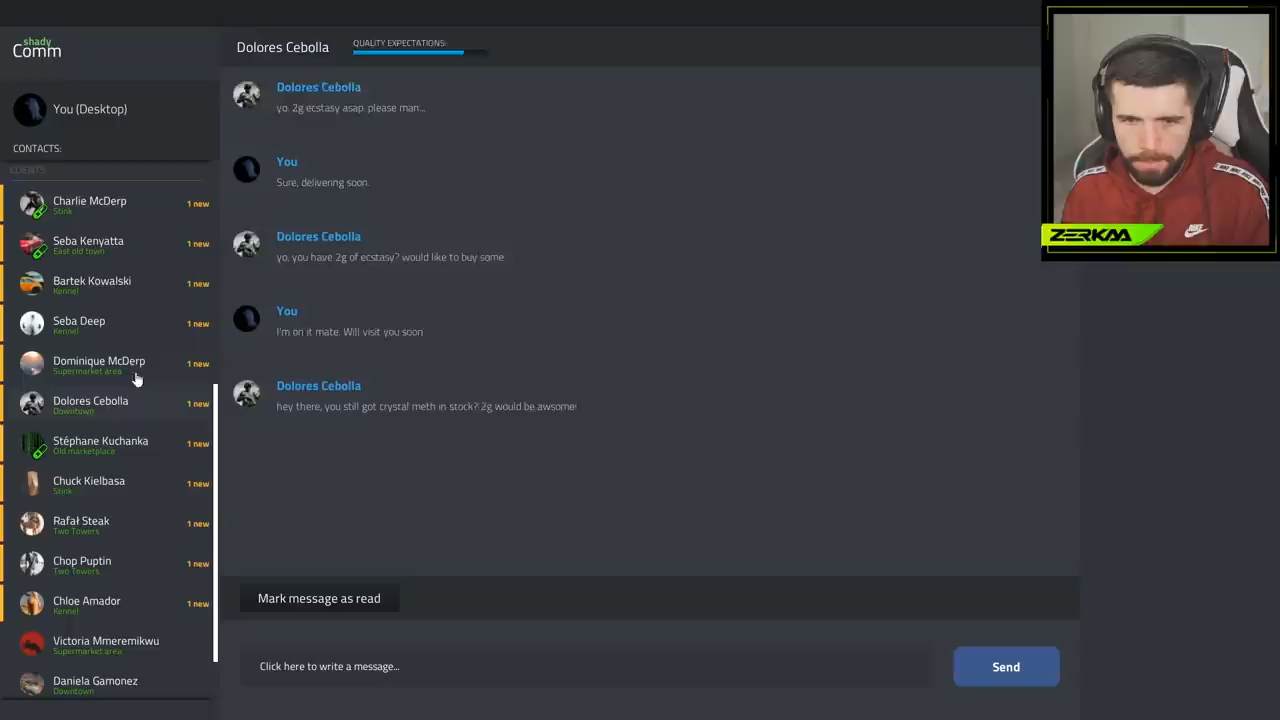 shady
Comm
Dolores Cebolla
QUALITY EXPECTATIONS:
You (Desktop)
CONTACTS:
CLIENTS
Charlie McDerp
Stink
1 new
Seba Kenyatta
East old town
1 new
Bartek Kowalski
Kennel
1 new
Seba Deep
Kennel
1 new
Dominique McDerp
Supermarket area
1 new
Dolores Cebolla
Downtown
1 new
Stéphane Kuchanka
Old marketplace
1 new
Chuck Kielbasa
Stink
1 new
Rafał Steak
Two Towers
1 new
Chop Puptin
Two Towers
1 new
Chloe Amador
Kennel
1 new
Victoria Mmeremikwu
Supermarket area
Daniela Gamonez
Downtown
Dolores Cebolla
yo. 2g ecstasy asap. please man...
You
Sure, delivering soon.
Dolores Cebolla
yo, you have 2g of ecstasy? would like to buy some
You
I'm on it mate. Will visit you soon
Dolores Cebolla
hey there, you still got crystal meth in stock? 2g would be awsome!
Mark message as read
Click here to write a message...
Send
ZERKAA